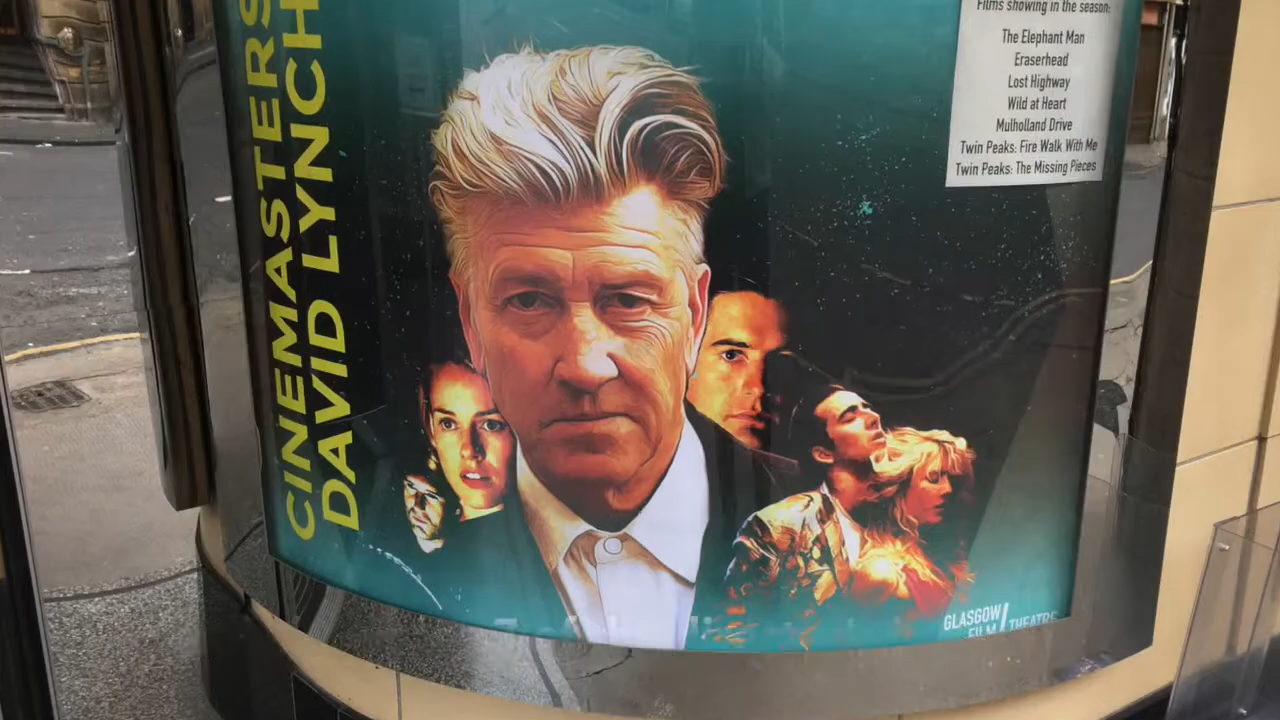 CINEMASTERS
DAVID LYNCH
Films showing in the season:
The Elephant Man
Eraserhead
Lost Highway
Wild at Heart
Mulholland Drive
Twin Peaks: Fire Walk With Me
Twin Peaks: The Missing Pieces
GLASGOW
FILM THEATRE